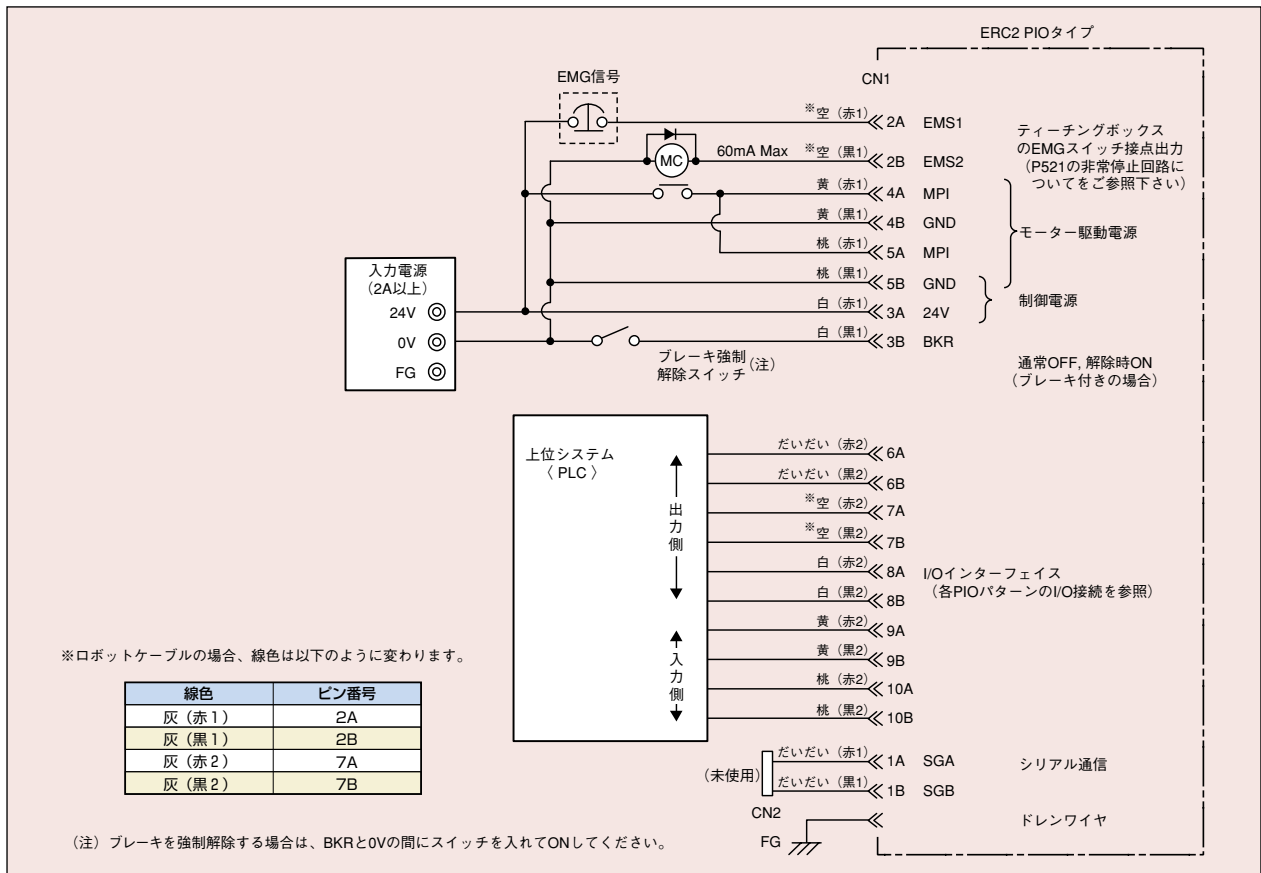 ERC2 PIOタイプ
CN1
EMG信号
※空（赤1） 2A EMS1
60mA Max ※空（黒1） 2B EMS2
MC
ティーチングボックス
のEMGスイッチ接点出力
（P521の非常停止回路に
ついてをご参照下さい）
黄（赤1） 4A MPI
黄（黒1） 4B GND
モーター駆動電源
桃（赤1） 5A MPI
桃（黒1） 5B GND
制御電源
白（赤1） 3A 24V
白（黒1） 3B BKR
入力電源
（2A以上）
24V
0V
FG
ブレーキ強制
解除スイッチ
（注）
通常OFF, 解除時ON
（ブレーキ付きの場合）
上位システム
〈 PLC 〉
出力側
入力側
だいだい（赤2） 6A
だいだい（黒2） 6B
※空（赤2） 7A
※空（黒2） 7B
白（赤2） 8A
白（黒2） 8B
黄（赤2） 9A
黄（黒2） 9B
桃（赤2） 10A
桃（黒2） 10B
I/Oインターフェイス
（各PIOパターンのI/O接続を参照）
※ロボットケーブルの場合、線色は以下のように変わります。
線色 ピン番号
灰（赤1） 2A
灰（黒1） 2B
灰（赤2） 7A
灰（黒2） 7B
（未使用）
だいだい（赤1） 1A SGA
だいだい（黒1） 1B SGB
シリアル通信
CN2
FG
ドレンワイヤ
（注）ブレーキを強制解除する場合は、BKRと0Vの間にスイッチを入れてONしてください。